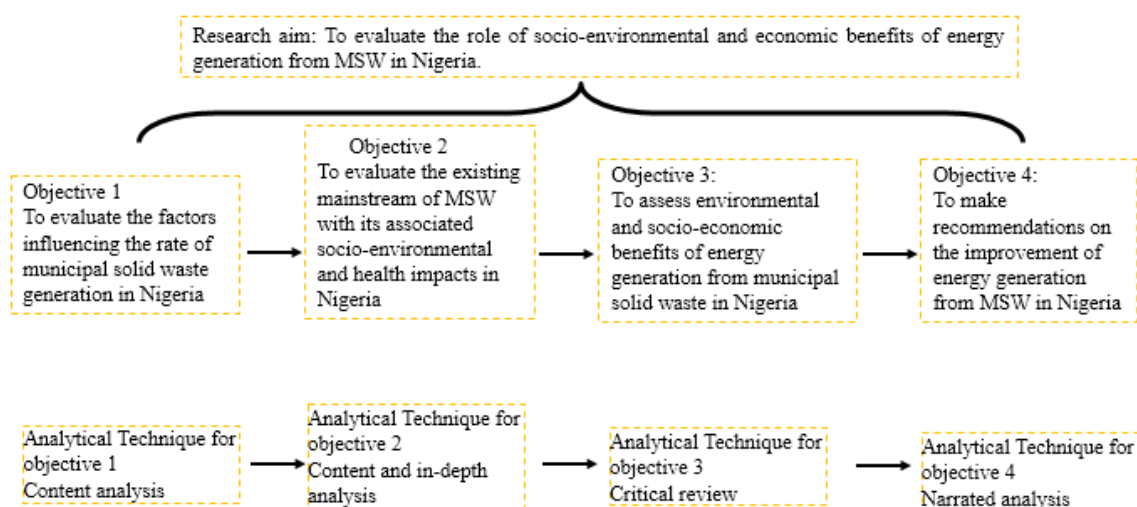 Research aim: To evaluate the role of socio-environmental and economic benefits of energy
generation from MSW in Nigeria.
Objective 1
To evaluate the factors
influencing the rate of
municipal solid waste
generation in Nigeria
Objective 2
To evaluate the existing
mainstream of MSW
with its associated
socio-environmental
and health impacts in
Nigeria
Objective 3:
To assess environmental
and socio-economic
benefits of energy
generation from municipal
solid waste in Nigeria
Objective 4:
To make
recommendations on
the improvement of
energy generation
from MSW in Nigeria
Analytical Technique for
objective 1
Content analysis
Analytical Technique for
objective 2
Content and in-depth
analysis
Analytical Technique for
objective 3
Critical review
Analytical Technique for
objective 4
Narrated analysis